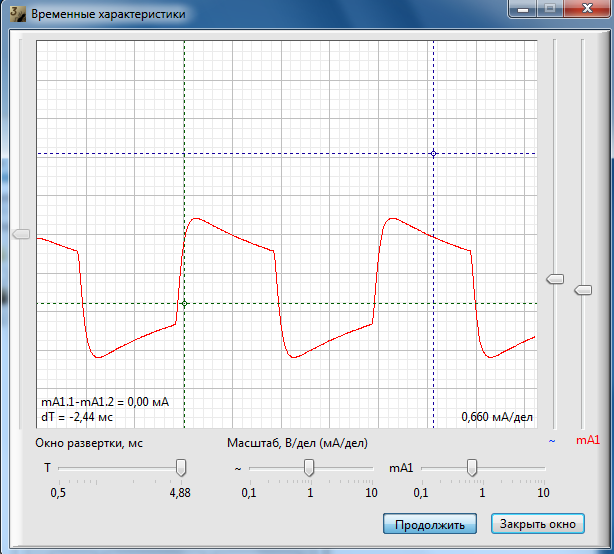 Временные характеристики
mA1.1-mA1.2 = 0,00 мА
dT = -2,44 мс
0,660 мА/дел
~
mA1
Окно развертки, мс
Масштаб, В/дел (мА/дел)
T
~
mA1
0,5
4,88
0,1
1
10
0,1
1
10
Продолжить
Закрыть окно